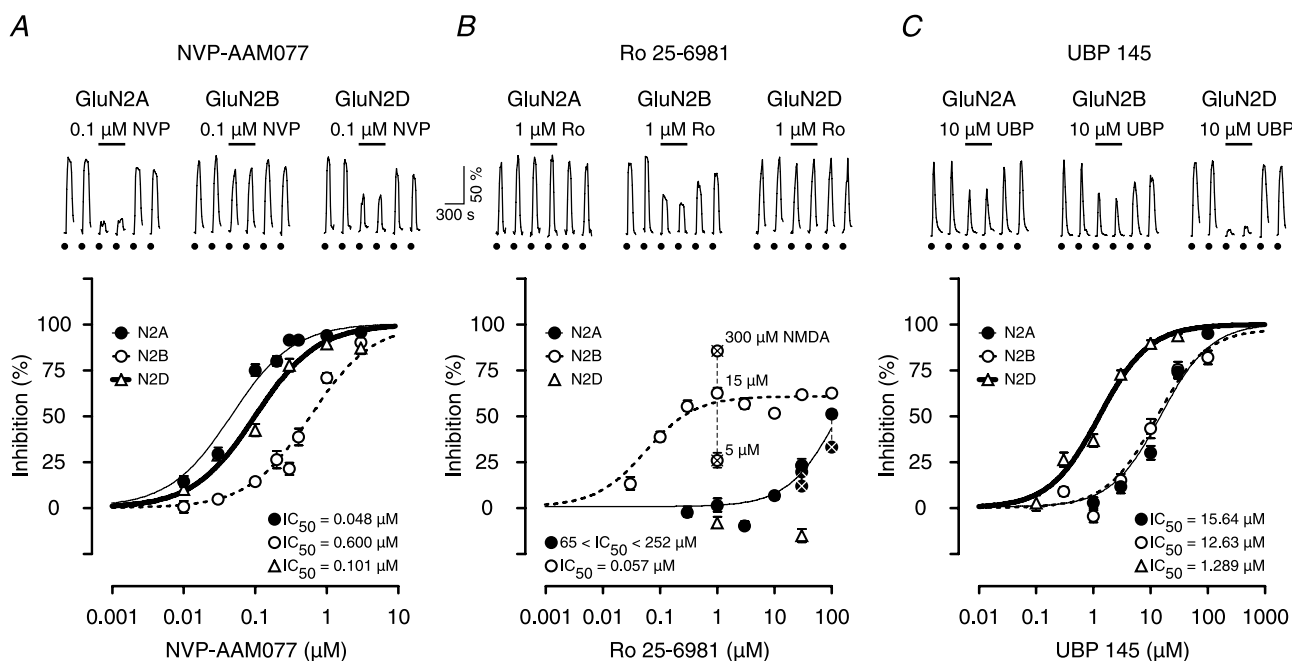 A
NVP-AAM077
GluN2A GluN2B GluN2D
0.1 µM NVP 0.1 µM NVP 0.1 µM NVP
50 %
300 s
Inhibition (%)
100
75
50
25
0
N2A
N2B
N2D
IC50 = 0.048 µM
IC50 = 0.600 µM
IC50 = 0.101 µM
0.001 0.01 0.1 1 10
NVP-AAM077 (µM)
B
Ro 25-6981
GluN2A GluN2B GluN2D
1 µM Ro 1 µM Ro 1 µM Ro
Inhibition (%)
100
75
50
25
0
N2A
N2B
N2D
300 µM NMDA
15 µM
5 µM
65 < IC50 < 252 µM
IC50 = 0.057 µM
0.001 0.01 0.1 1 10 100
Ro 25-6981 (µM)
C
UBP 145
GluN2A GluN2B GluN2D
10 µM UBP 10 µM UBP 10 µM UBP
Inhibition (%)
100
75
50
25
0
N2A
N2B
N2D
IC50 = 15.64 µM
IC50 = 12.63 µM
IC50 = 1.289 µM
0.01 0.1 1 10 100 1000
UBP 145 (µM)